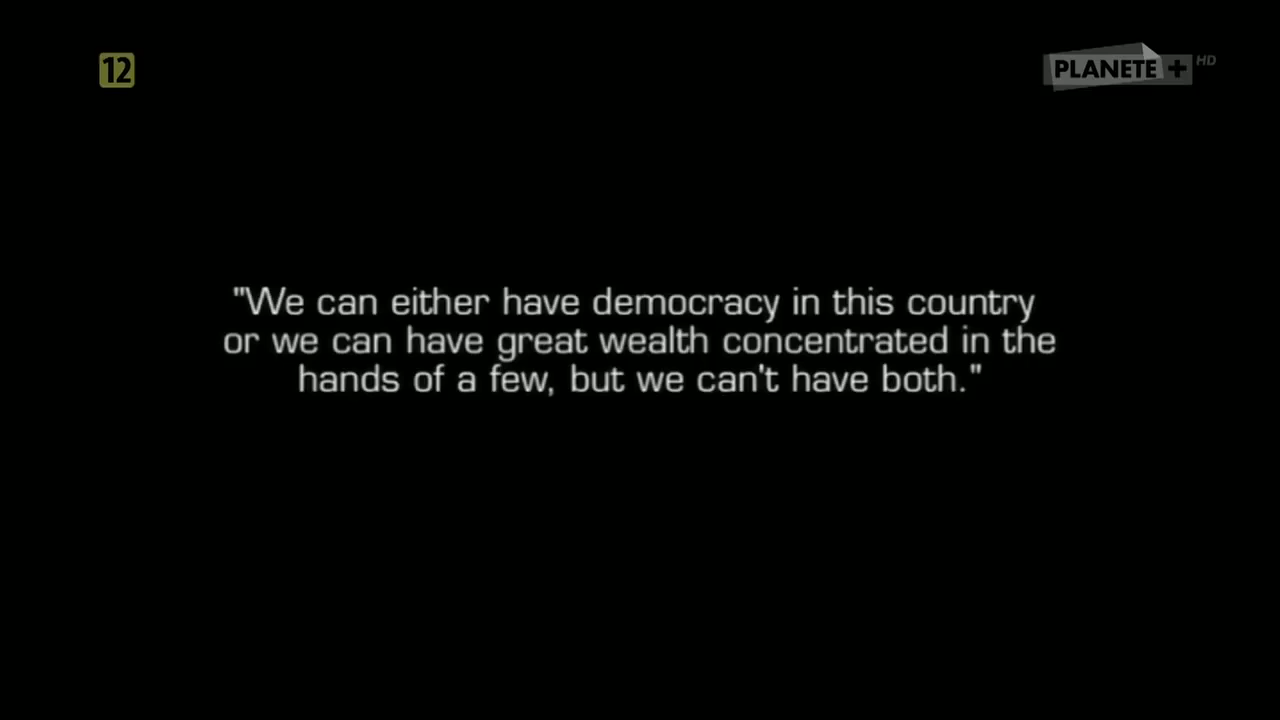 12
PLANETE + HD
"We can either have democracy in this country
or we can have great wealth concentrated in the
hands of a few, but we can't have both."